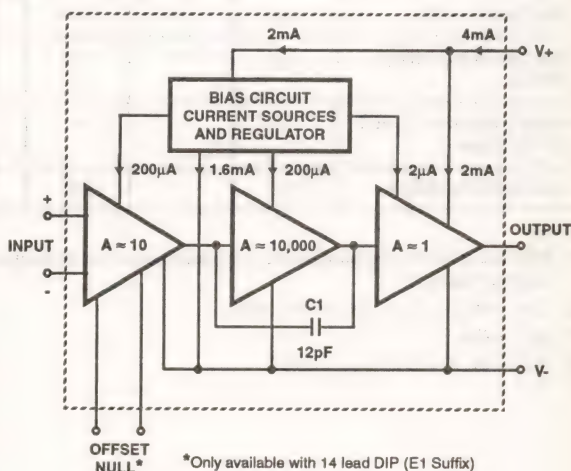 2mA
4mA
V+
BIAS CIRCUIT
CURRENT SOURCES
AND REGULATOR
200μA
1.6mA
200μA
2μA
2mA
+
INPUT
-
A ≈ 10
A ≈ 10,000
A ≈ 1
OUTPUT
C1
12pF
V-
OFFSET
NULL*
*Only available with 14 lead DIP (E1 Suffix)